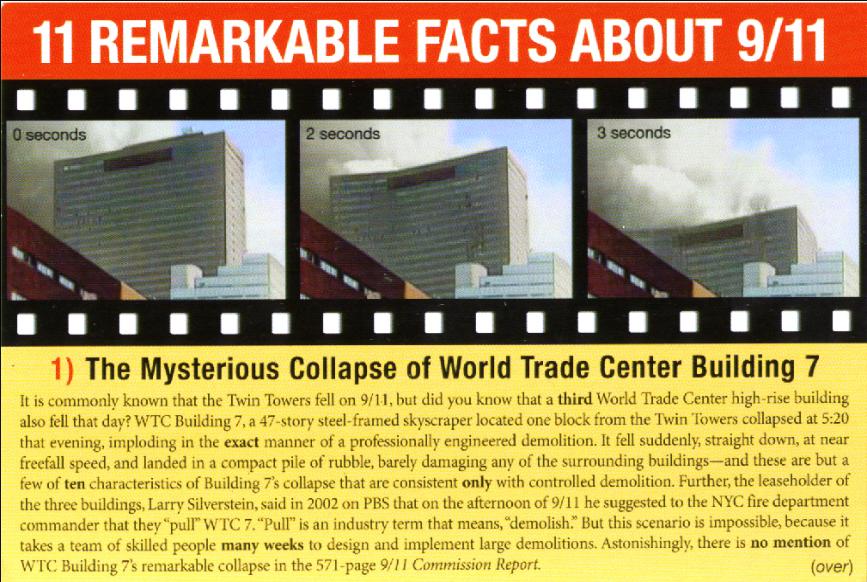 11 REMARKABLE FACTS ABOUT 9/11
0 seconds
2 seconds
3 seconds
1) The Mysterious Collapse of World Trade Center Building 7
It is commonly known that the Twin Towers fell on 9/11, but did you know that a third World Trade Center high-rise building
also fell that day? WTC Building 7, a 47-story steel-framed skyscraper located one block from the Twin Towers collapsed at 5:20
that evening, imploding in the exact manner of a professionally engineered demolition. It fell suddenly, straight down, at near
freefall speed, and landed in a compact pile of rubble, barely damaging any of the surrounding buildings—and these are but a
few of ten characteristics of Building 7's collapse that are consistent only with controlled demolition. Further, the leaseholder of
the three buildings, Larry Silverstein, said in 2002 on PBS that on the afternoon of 9/11 he suggested to the NYC fire department
commander that they "pull" WTC 7. "Pull" is an industry term that means, "demolish." But this scenario is impossible, because it
takes a team of skilled people many weeks to design and implement large demolitions. Astonishingly, there is no mention of
WTC Building 7's remarkable collapse in the 571-page 9/11 Commission Report.
(over)